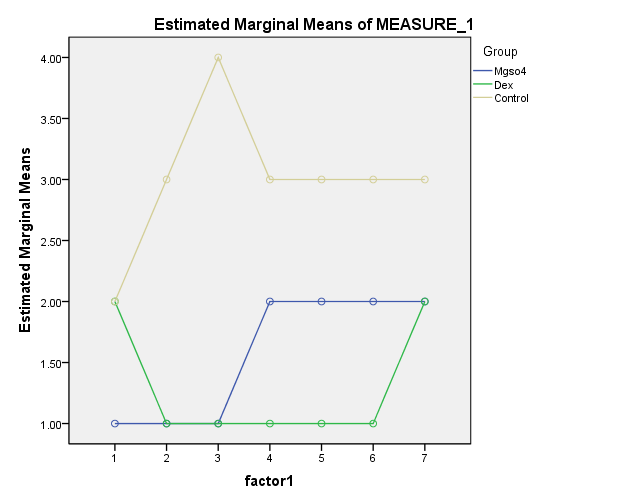 Estimated Marginal Means of MEASURE_1
Group
Mgso4
Dex
Control
Estimated Marginal Means
4.00
3.50
3.00
2.50
2.00
1.50
1.00
1 2 3 4 5 6 7
factor1